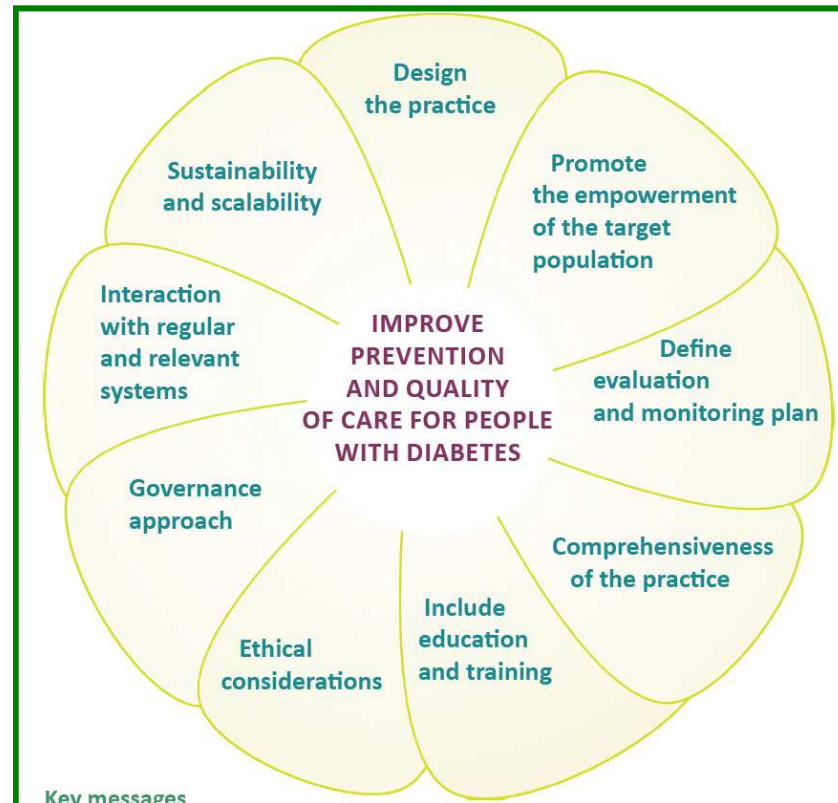 Design
the practice
Promote
the empowerment
of the target
population
Define
evaluation
and monitoring plan
Comprehensiveness
of the practice
Include
education
and training
Ethical
considerations
Governance
approach
Interaction
with regular
and relevant
systems
Sustainability
and scalability
IMPROVE
PREVENTION
AND QUALITY
OF CARE FOR PEOPLE
WITH DIABETES
Key messages